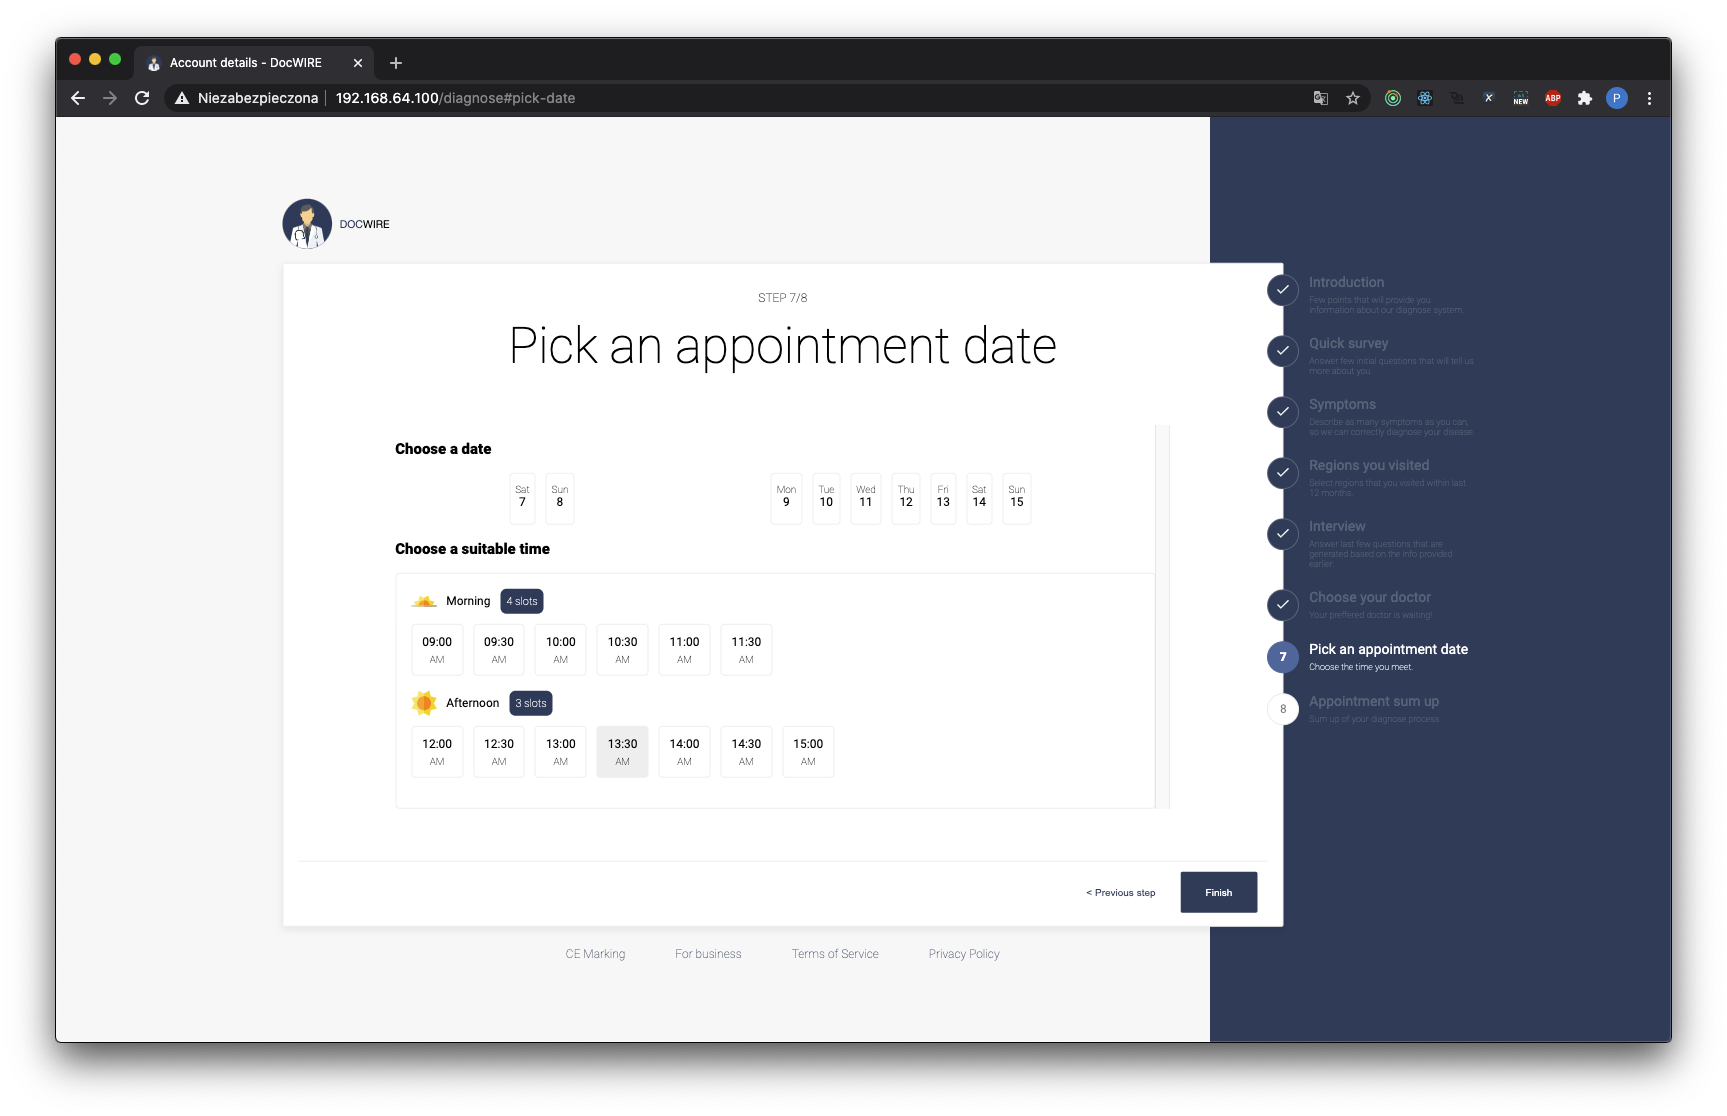 Account details - DocWIRE
Niezabezpieczona 192.168.64.100/diagnose#pick-date
NEW
ABP
P
DOCWIRE
STEP 7/8
Pick an appointment date
Choose a date
Sat Sun Mon Tue Wed Thu Fri Sat Sun
7 8 9 10 11 12 13 14 15
Choose a suitable time
Morning 4 slots
09:00 09:30 10:00 10:30 11:00 11:30
AM AM AM AM AM AM
Afternoon 3 slots
12:00 12:30 13:00 13:30 14:00 14:30 15:00
AM AM AM AM AM AM AM
< Previous step Finish
CE Marking For business Terms of Service Privacy Policy
Introduction
Few points that will provide you
information about our diagnose system.
Quick survey
Answer few initial questions that will tell us
more about you.
Symptoms
Describe as many symptoms as you can,
so we can correctly diagnose your disease.
Regions you visited
Select regions that you visited within last
12 months.
Interview
Answer last few questions that are
generated based on the info provided
earlier.
Choose your doctor
Your preffered doctor is waiting!
7 Pick an appointment date
Choose the time you meet.
8 Appointment sum up
Sum up of your diagnose process